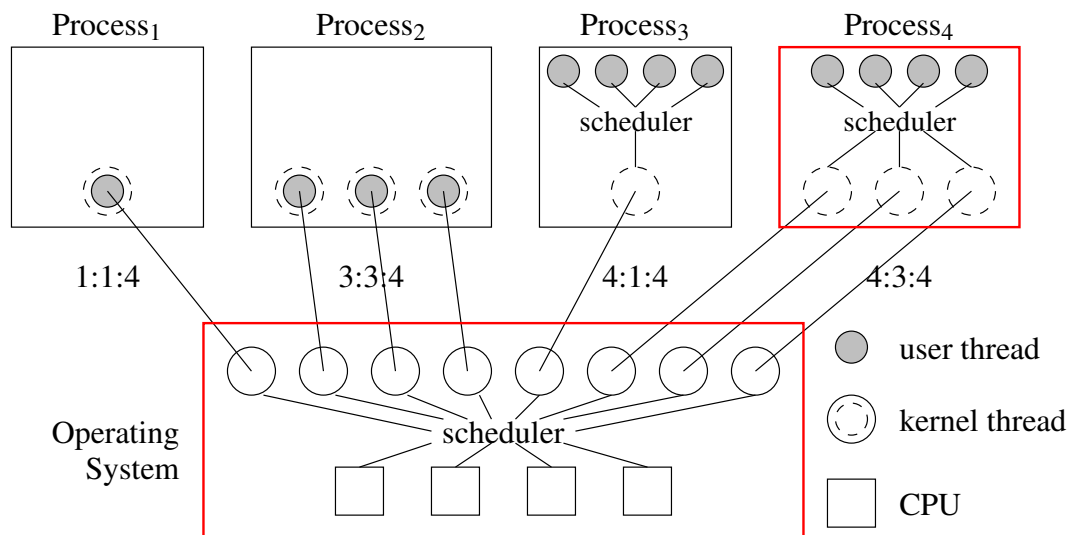 Process₁
Process₂
Process₃
Process₄
scheduler
scheduler
1:1:4
3:3:4
4:1:4
4:3:4
user thread
kernel thread
Operating
System
scheduler
CPU